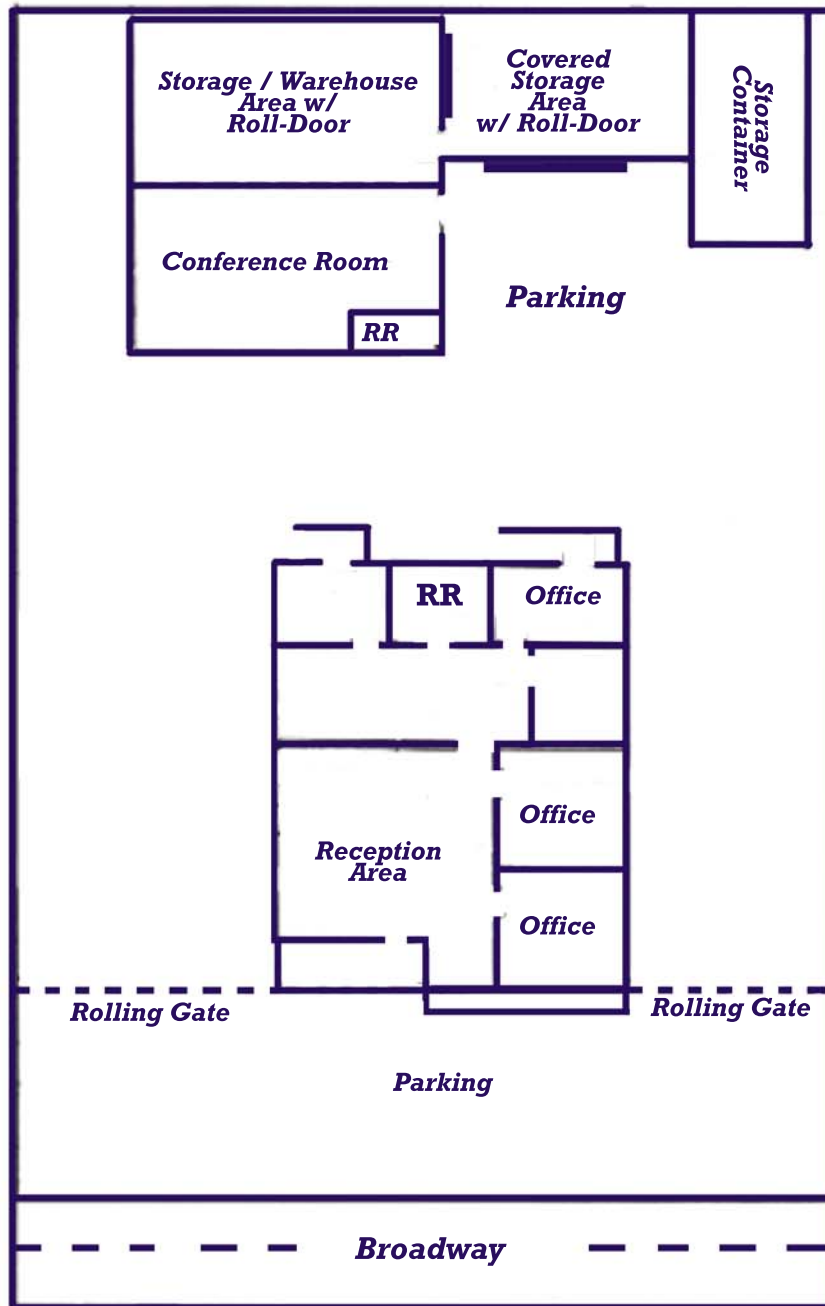 Storage / Warehouse
Area w/
Roll-Door
Covered
Storage
Area
w/ Roll-Door
Storage
Container
Conference Room
RR
Parking
RR
Office
Office
Reception
Area
Office
Rolling Gate
Rolling Gate
Parking
Broadway